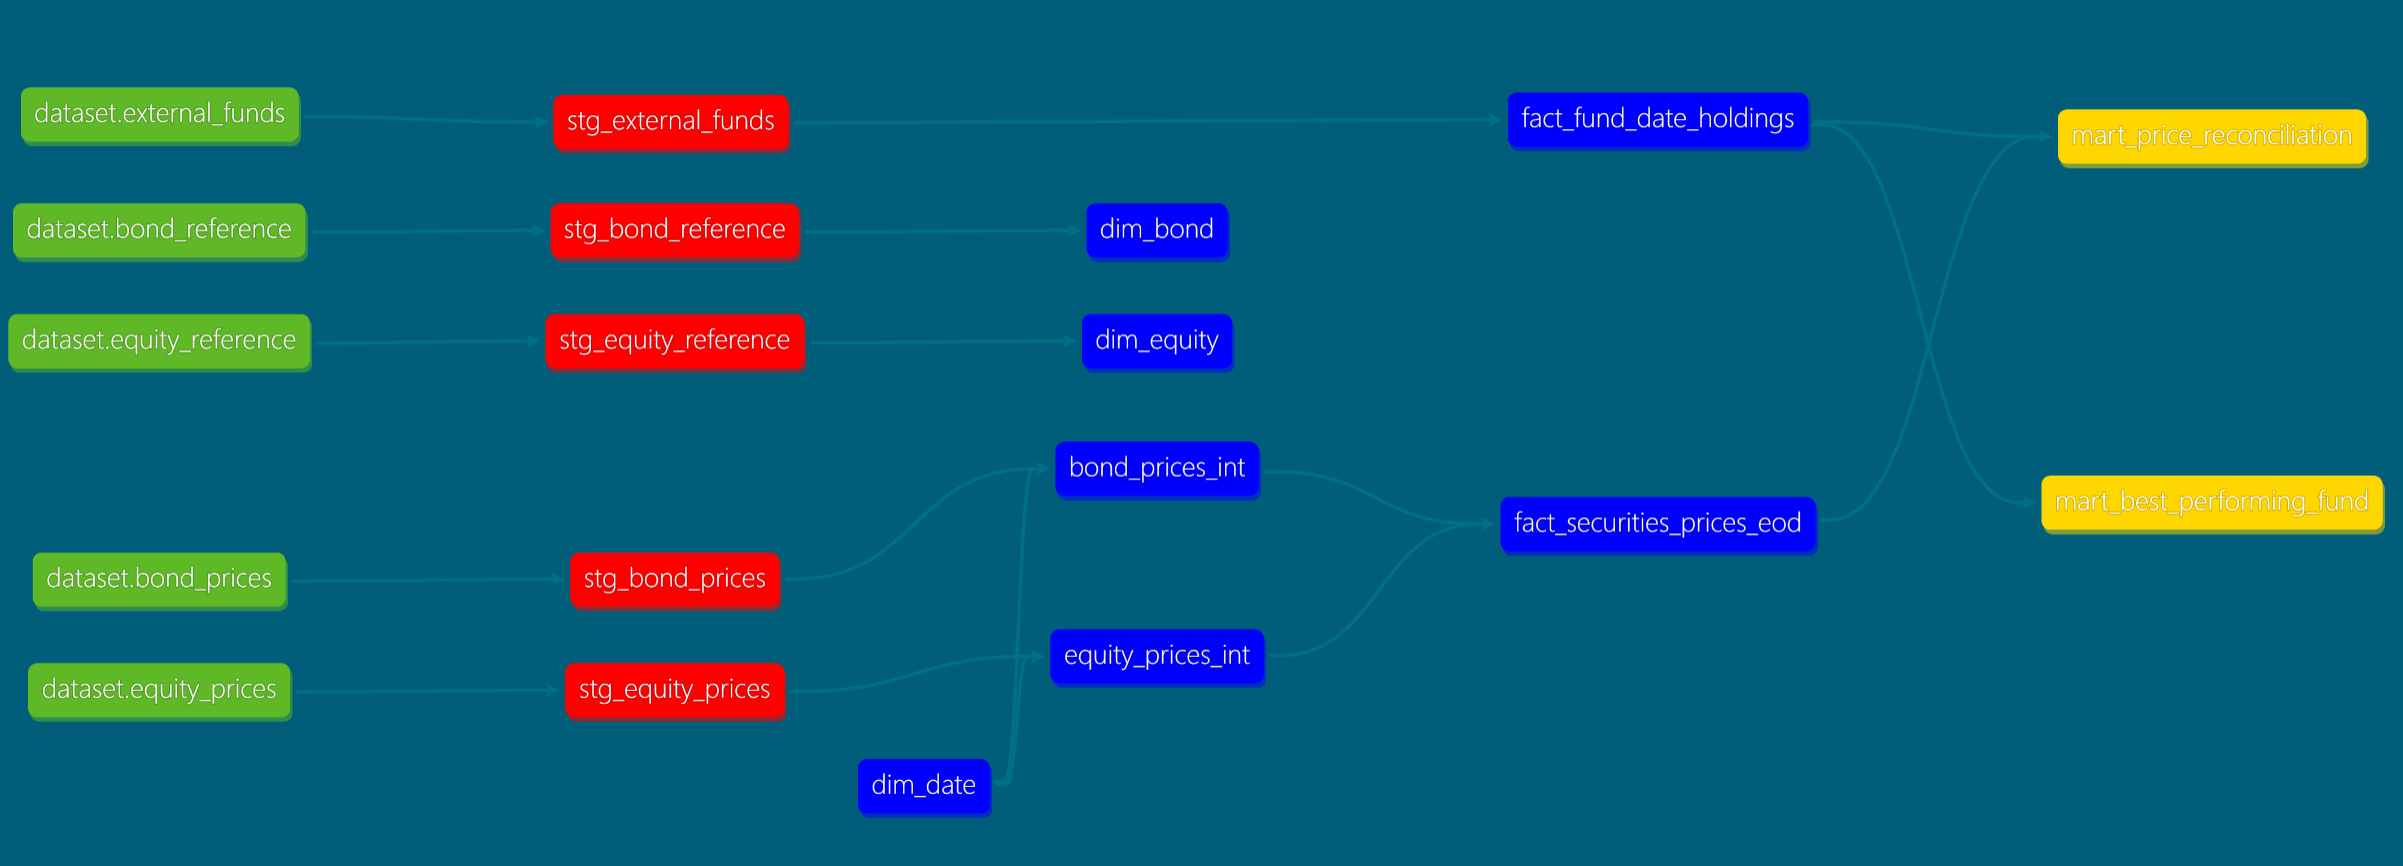 dataset.external_funds
stg_external_funds
fact_fund_date_holdings
mart_price_reconciliation
dataset.bond_reference
stg_bond_reference
dim_bond
dataset.equity_reference
stg_equity_reference
dim_equity
bond_prices_int
mart_best_performing_fund
fact_securities_prices_eod
dataset.bond_prices
stg_bond_prices
equity_prices_int
dataset.equity_prices
stg_equity_prices
dim_date